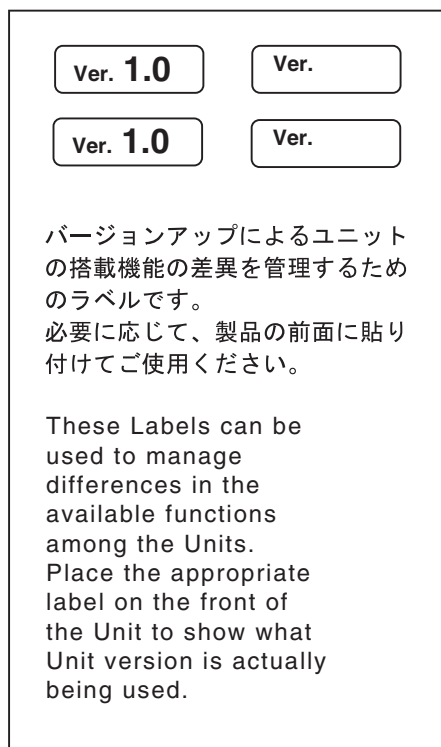 Ver. 1.0
Ver.
Ver. 1.0
Ver.
バージョンアップによるユニット
の搭載機能の差異を管理するため
のラベルです。
必要に応じて、製品の前面に貼り
付けてご使用ください。
These Labels can be
used to manage
differences in the
available functions
among the Units.
Place the appropriate
label on the front of
the Unit to show what
Unit version is actually
being used.